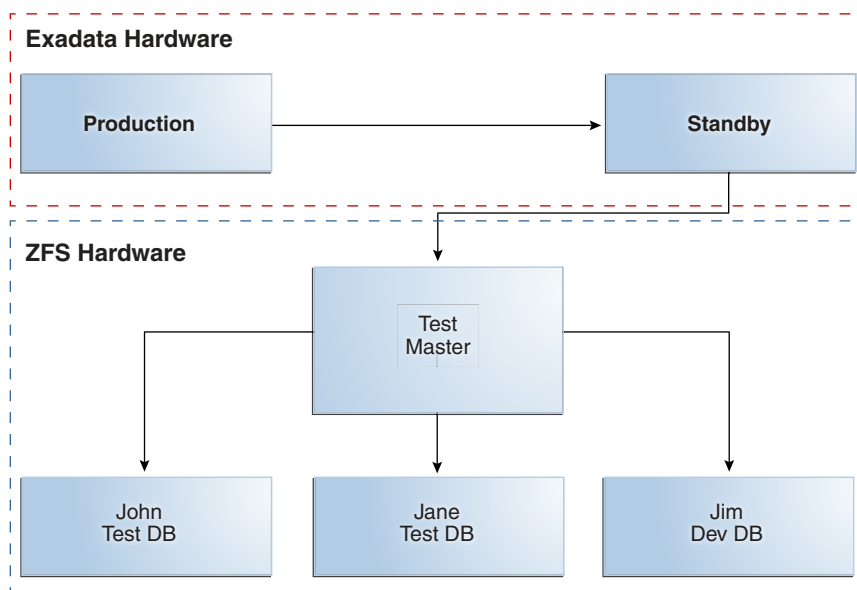 Exadata Hardware
Production
Standby
ZFS Hardware
Test
Master
John
Test DB
Jane
Test DB
Jim
Dev DB